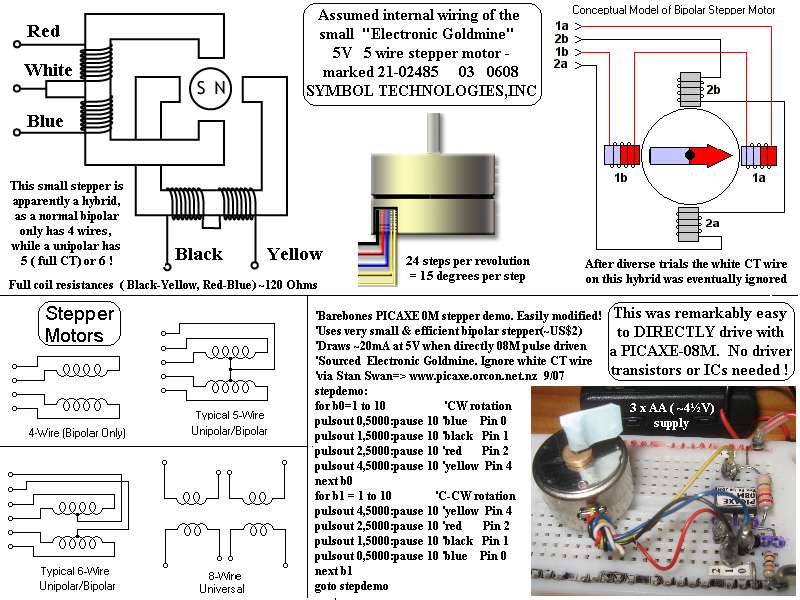 Red
White
Blue
S N
This small stepper is
apparently a hybrid,
as a normal bipolar
only has 4 wires,
while a unipolar has
5 ( full CT) or 6 !
Black
Yellow
Full coil resistances ( Black-Yellow, Red-Blue) ~120 Ohms
Assumed internal wiring of the
small "Electronic Goldmine"
5V 5 wire stepper motor -
marked 21-02485 03 0608
SYMBOL TECHNOLOGIES,INC
24 steps per revolution
= 15 degrees per step
Conceptual Model of Bipolar Stepper Motor
1a
2b
1b
2a
2b
1b
1a
2a
After diverse trials the white CT wire
on this hybrid was eventually ignored
Stepper
Motors
4-Wire (Bipolar Only)
Typical 5-Wire
Unipolar/Bipolar
Typical 6-Wire
Unipolar/Bipolar
8-Wire
Universal
'Barebones PICAXE 0M stepper demo. Easily modified!
'Uses very small & efficient bipolar stepper(~US$2)
'Draws ~20mA at 5V when directly 08M pulse driven
'Sourced Electronic Goldmine. Ignore white CT wire
'via Stan Swan=> www.picaxe.orcon.net.nz 9/07
stepdemo:
for b0=1 to 10 'CW rotation
pulsout 0,5000:pause 10 'blue Pin 0
pulsout 1,5000:pause 10 'black Pin 1
pulsout 2,5000:pause 10 'red Pin 2
pulsout 4,5000:pause 10 'yellow Pin 4
next b0
for b1 = 1 to 10 'C-CW rotation
pulsout 4,5000:pause 10 'yellow Pin 4
pulsout 2,5000:pause 10 'red Pin 2
pulsout 1,5000:pause 10 'black Pin 1
pulsout 0,5000:pause 10 'blue Pin 0
next b1
goto stepdemo
This was remarkably easy
to DIRECTLY drive with
a PICAXE-08M. No driver
transistors or ICs needed !
3 x AA ( ~4½V)
supply
PICAXE
08M